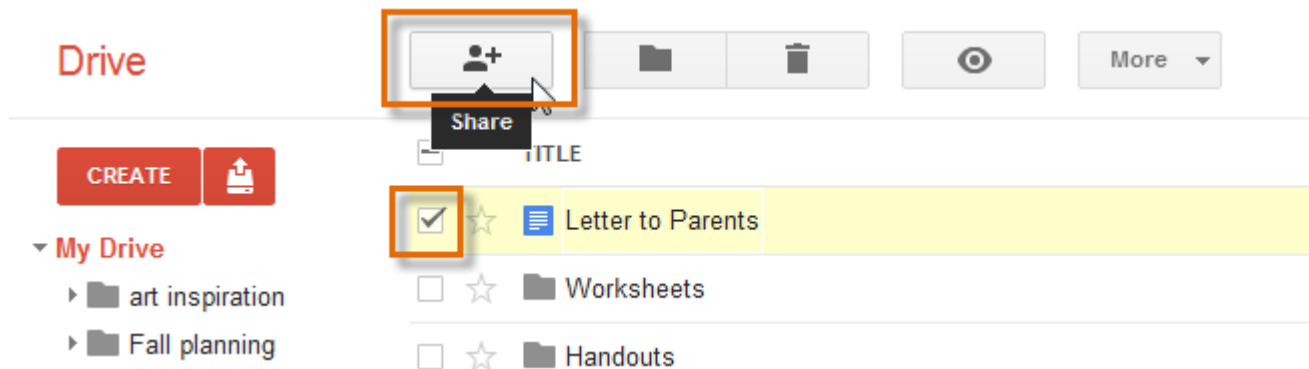 Drive
More
Share
TITLE
CREATE
Letter to Parents
My Drive
Worksheets
art inspiration
Fall planning
Handouts